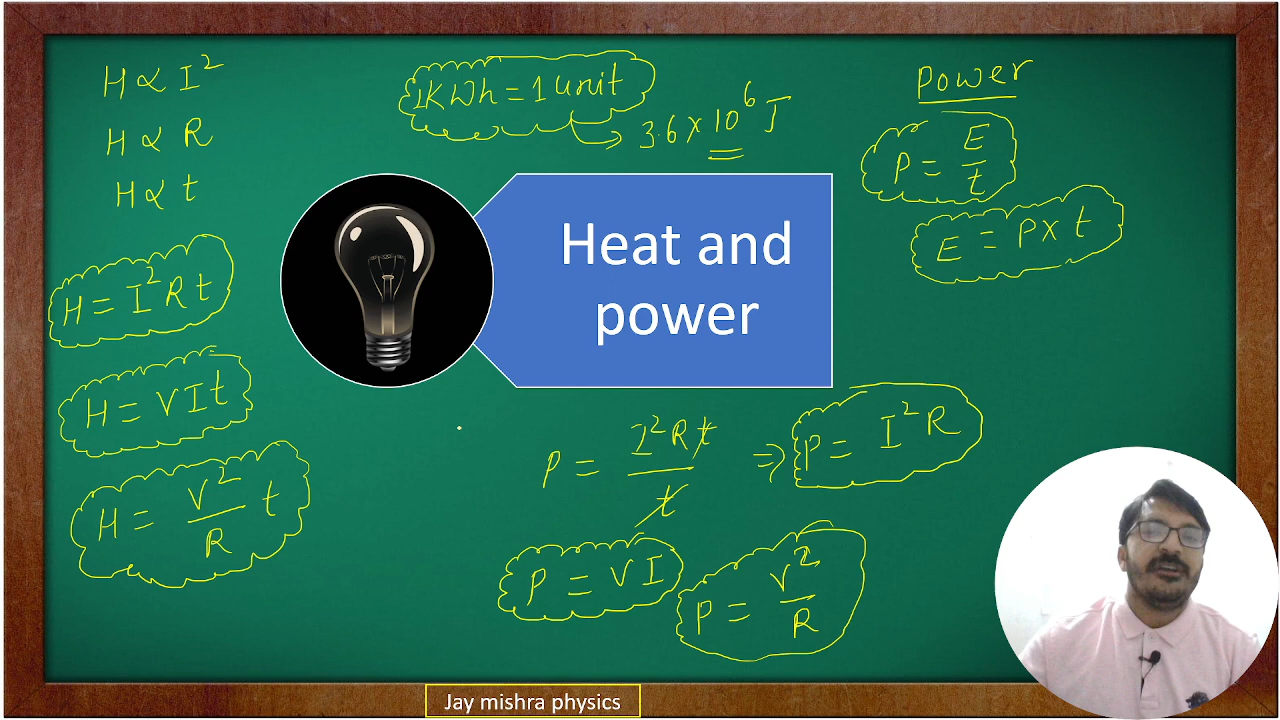 H ∝ I²
H ∝ R
H ∝ t
H = I²Rt
H = VIt
H = V²/R t
1KWh = 1 unit
→ 3.6 × 10⁶ J
Heat and
power
Power
P = E/t
E = P x t
P = I²Rt/t ⇒ P = I²R
P = VI
P = V²/R
Jay mishra physics